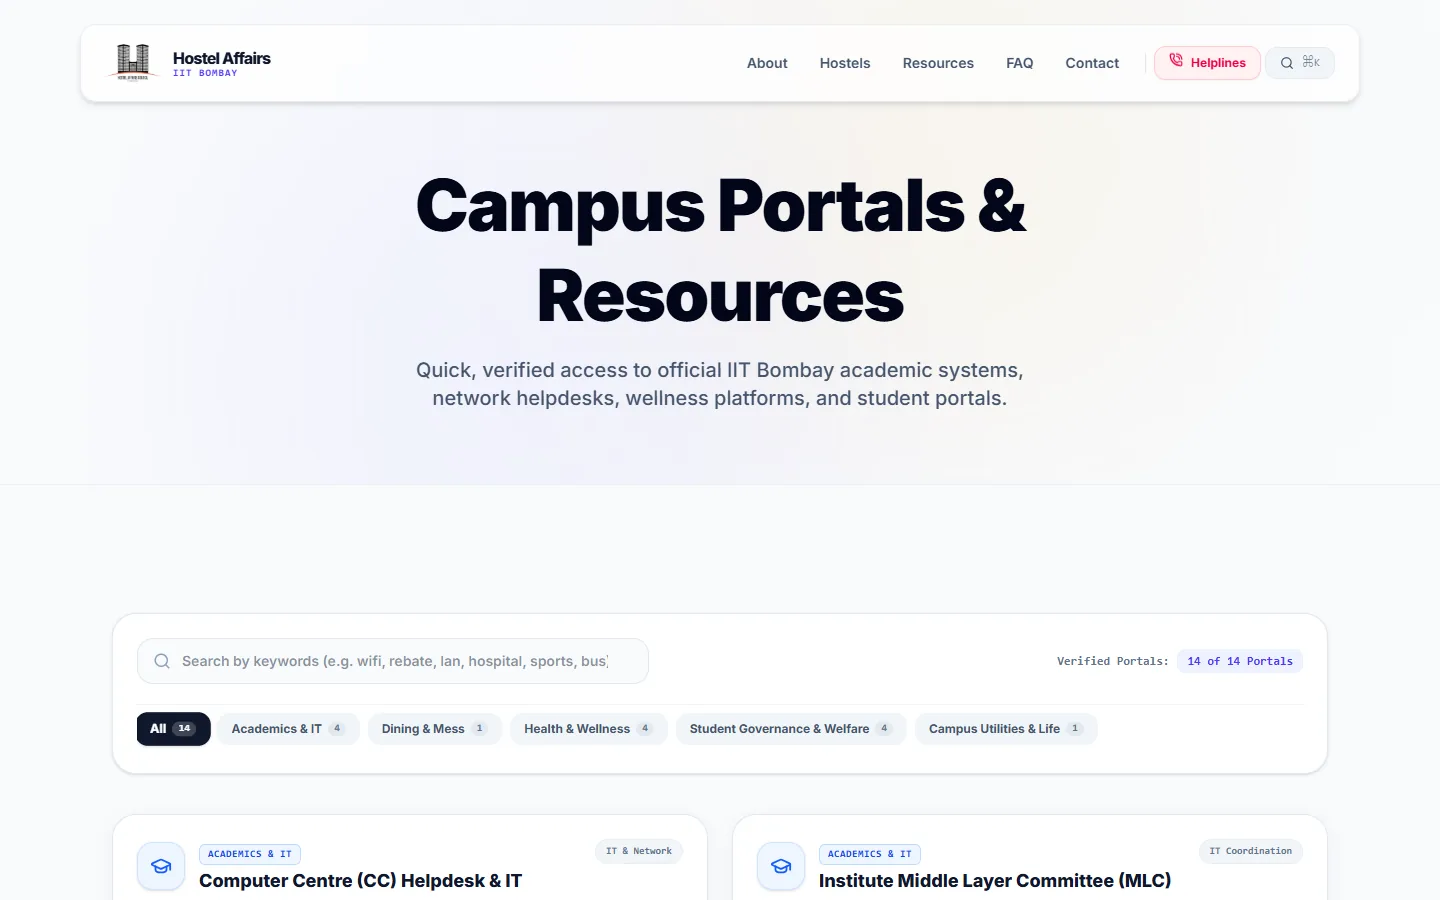 Hostel Affairs
IIT BOMBAY
About
Hostels
Resources
FAQ
Contact
Helplines
⌘K
Campus Portals &
Resources
Quick, verified access to official IIT Bombay academic systems,
network helpdesks, wellness platforms, and student portals.
Search by keywords (e.g. wifi, rebate, lan, hospital, sports, bus)
Verified Portals: 14 of 14 Portals
All 14
Academics & IT 4
Dining & Mess 1
Health & Wellness 4
Student Governance & Welfare 4
Campus Utilities & Life 1
ACADEMICS & IT
IT & Network
Computer Centre (CC) Helpdesk & IT
ACADEMICS & IT
IT Coordination
Institute Middle Layer Committee (MLC)